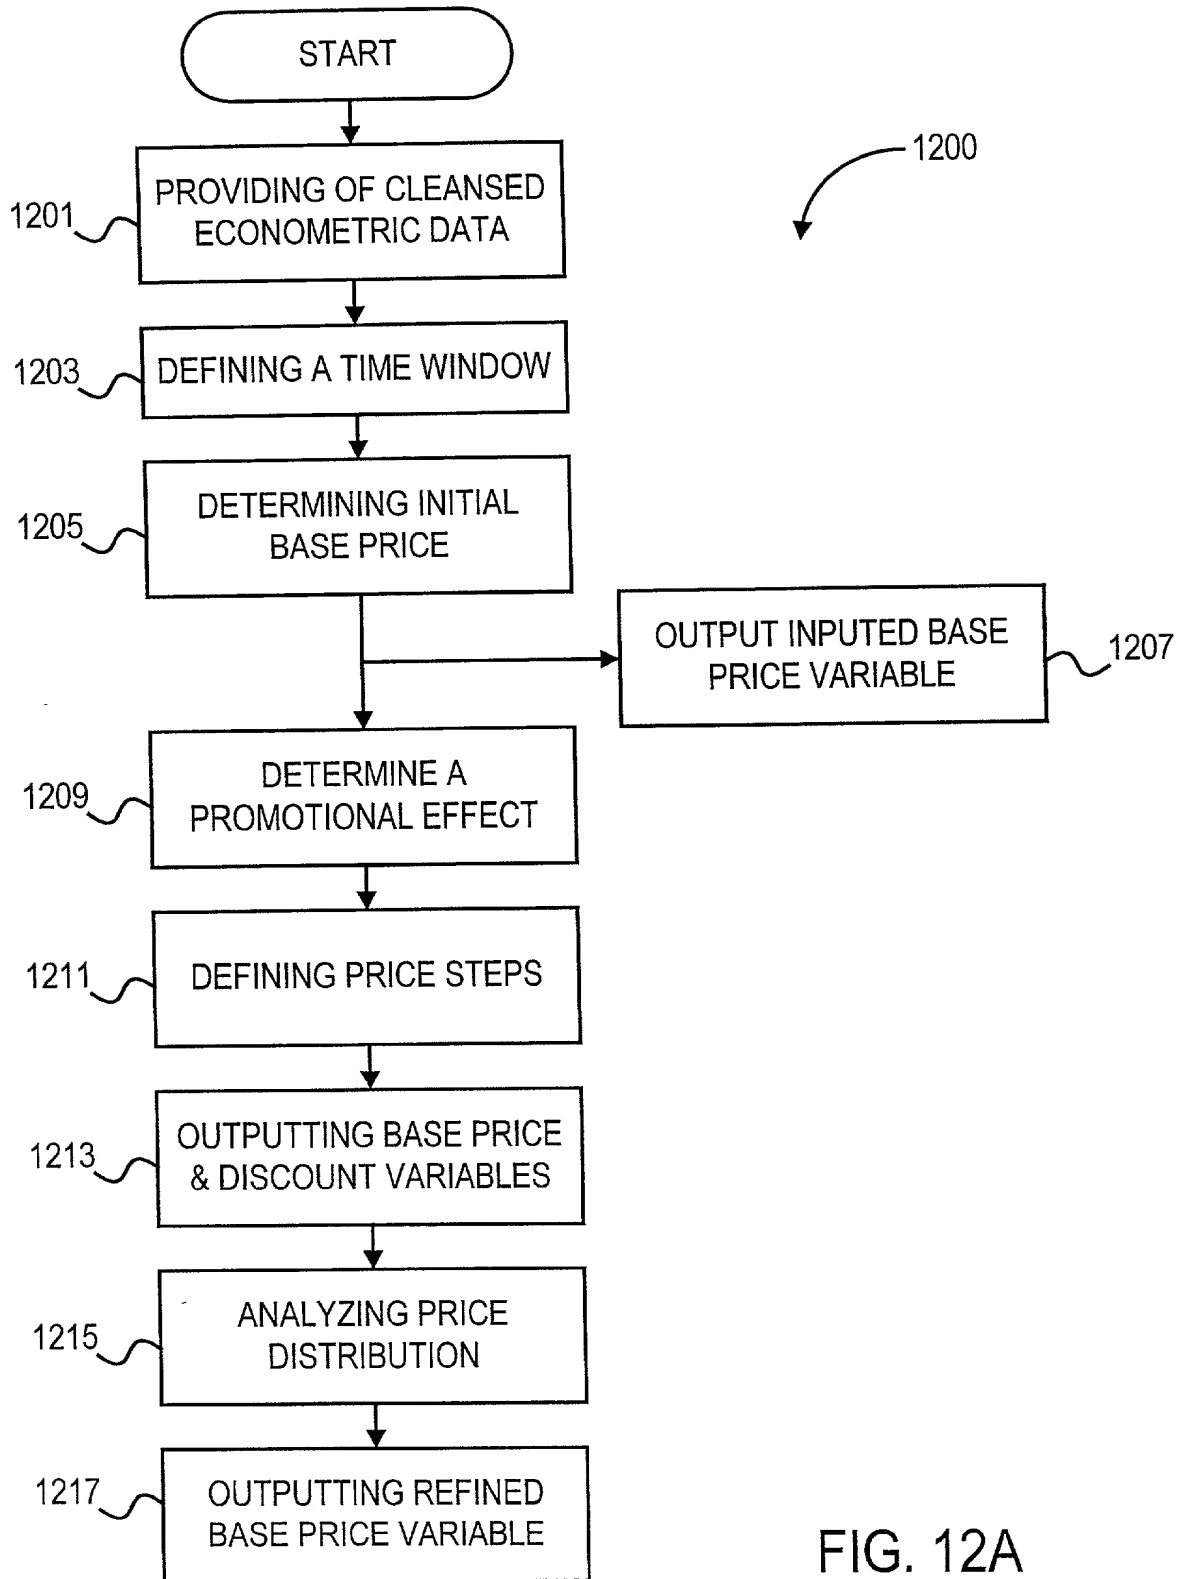 START
1200
PROVIDING OF CLEANSED
ECONOMETRIC DATA
1201
DEFINING A TIME WINDOW
1203
DETERMINING INITIAL
BASE PRICE
1205
OUTPUT INPUTED BASE
PRICE VARIABLE
1207
DETERMINE A
PROMOTIONAL EFFECT
1209
DEFINING PRICE STEPS
1211
OUTPUTTING BASE PRICE
& DISCOUNT VARIABLES
1213
ANALYZING PRICE
DISTRIBUTION
1215
OUTPUTTING REFINED
BASE PRICE VARIABLE
1217
FIG. 12A